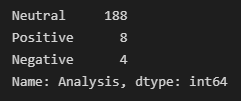 Neutral     188
Positive      8
Negative      4
Name: Analysis, dtype: int64